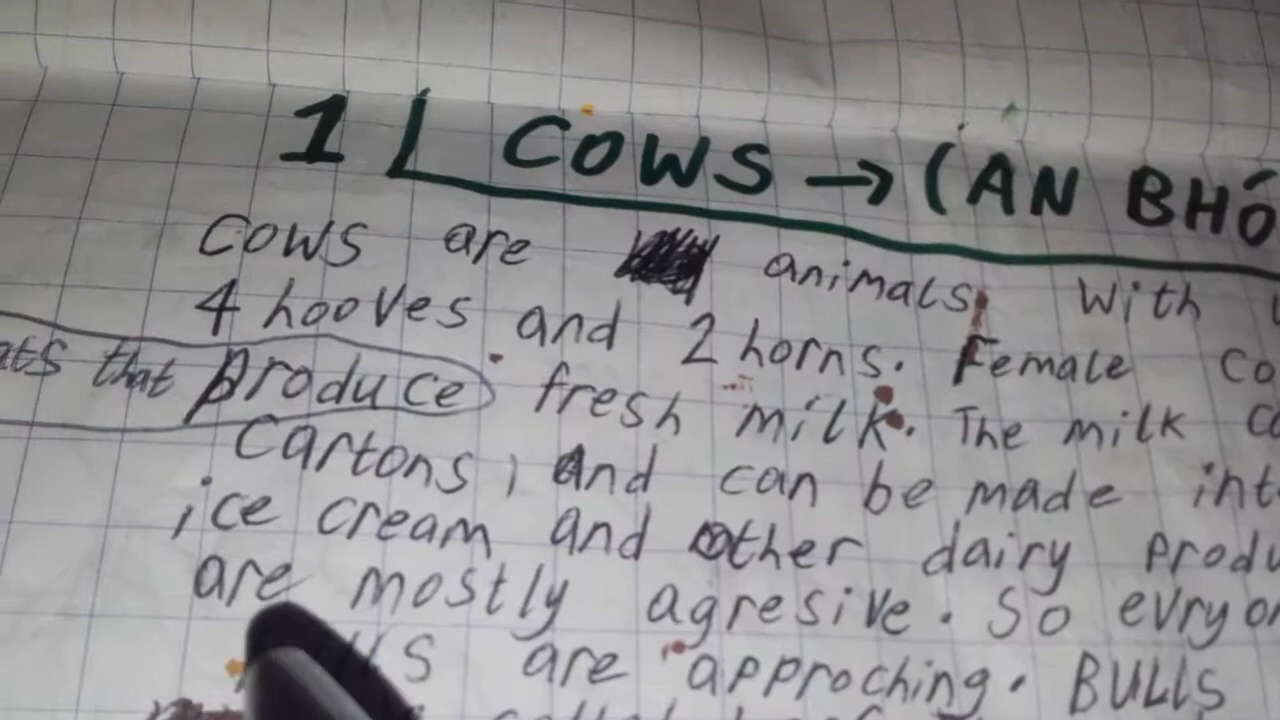 1 COWS → (AN BHÓ
Cows are animals, with
4 hooves and 2 horns. Female Co
that produce fresh milk. The milk
Cartons, and can be made int
ice cream and other dairy produ
are mostly agresive. So evryo
are approching. BULLS